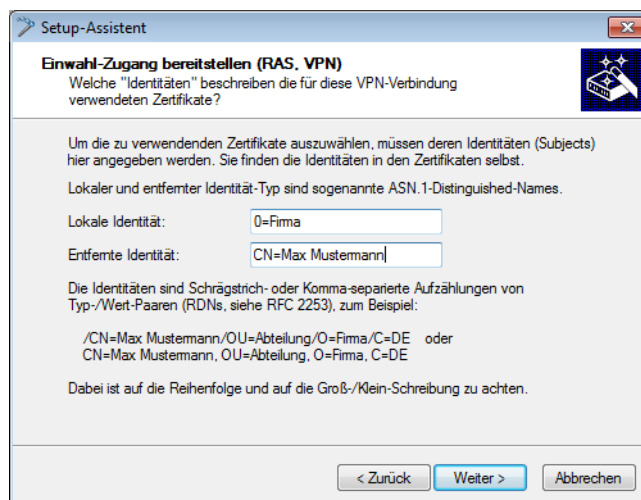 Setup-Assistent
Einwahl-Zugang bereitstellen (RAS, VPN)
Welche "Identitäten" beschreiben die für diese VPN-Verbindung
verwendeten Zertifikate?
Um die zu verwendenden Zertifikate auszuwählen, müssen deren Identitäten (Subjects)
hier angegeben werden. Sie finden die Identitäten in den Zertifikaten selbst.
Lokaler und entfernter Identität-Typ sind sogenannte ASN.1-Distinguished-Names.
Lokale Identität: 0=Firma
Entfernte Identität: CN=Max Mustermann
Die Identitäten sind Schrägstrich- oder Komma-separierte Aufzählungen von
Typ-/Wert-Paaren (RDNs, siehe RFC 2253), zum Beispiel:
/CN=Max Mustermann/OU=Abteilung/O=Firma/C=DE oder
CN=Max Mustermann, OU=Abteilung, O=Firma, C=DE
Dabei ist auf die Reihenfolge und auf die Groß-/Klein-Schreibung zu achten.
< Zurück Weiter > Abbrechen